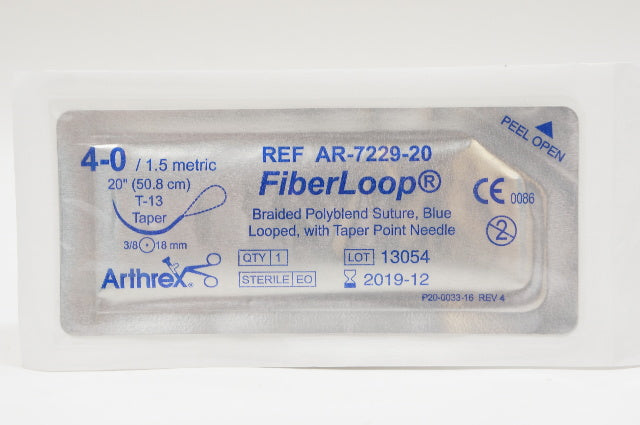 PEEL OPEN
4-0 / 1.5 metric
20" (50.8 cm)
T-13
Taper
3/8 18 mm
Arthrex®
REF AR-7229-20
FiberLoop®
Braided Polyblend Suture, Blue
Looped, with Taper Point Needle
QTY 1
LOT 13054
STERILE EO
2019-12
CE 0086
2
P20-0033-16 REV 4